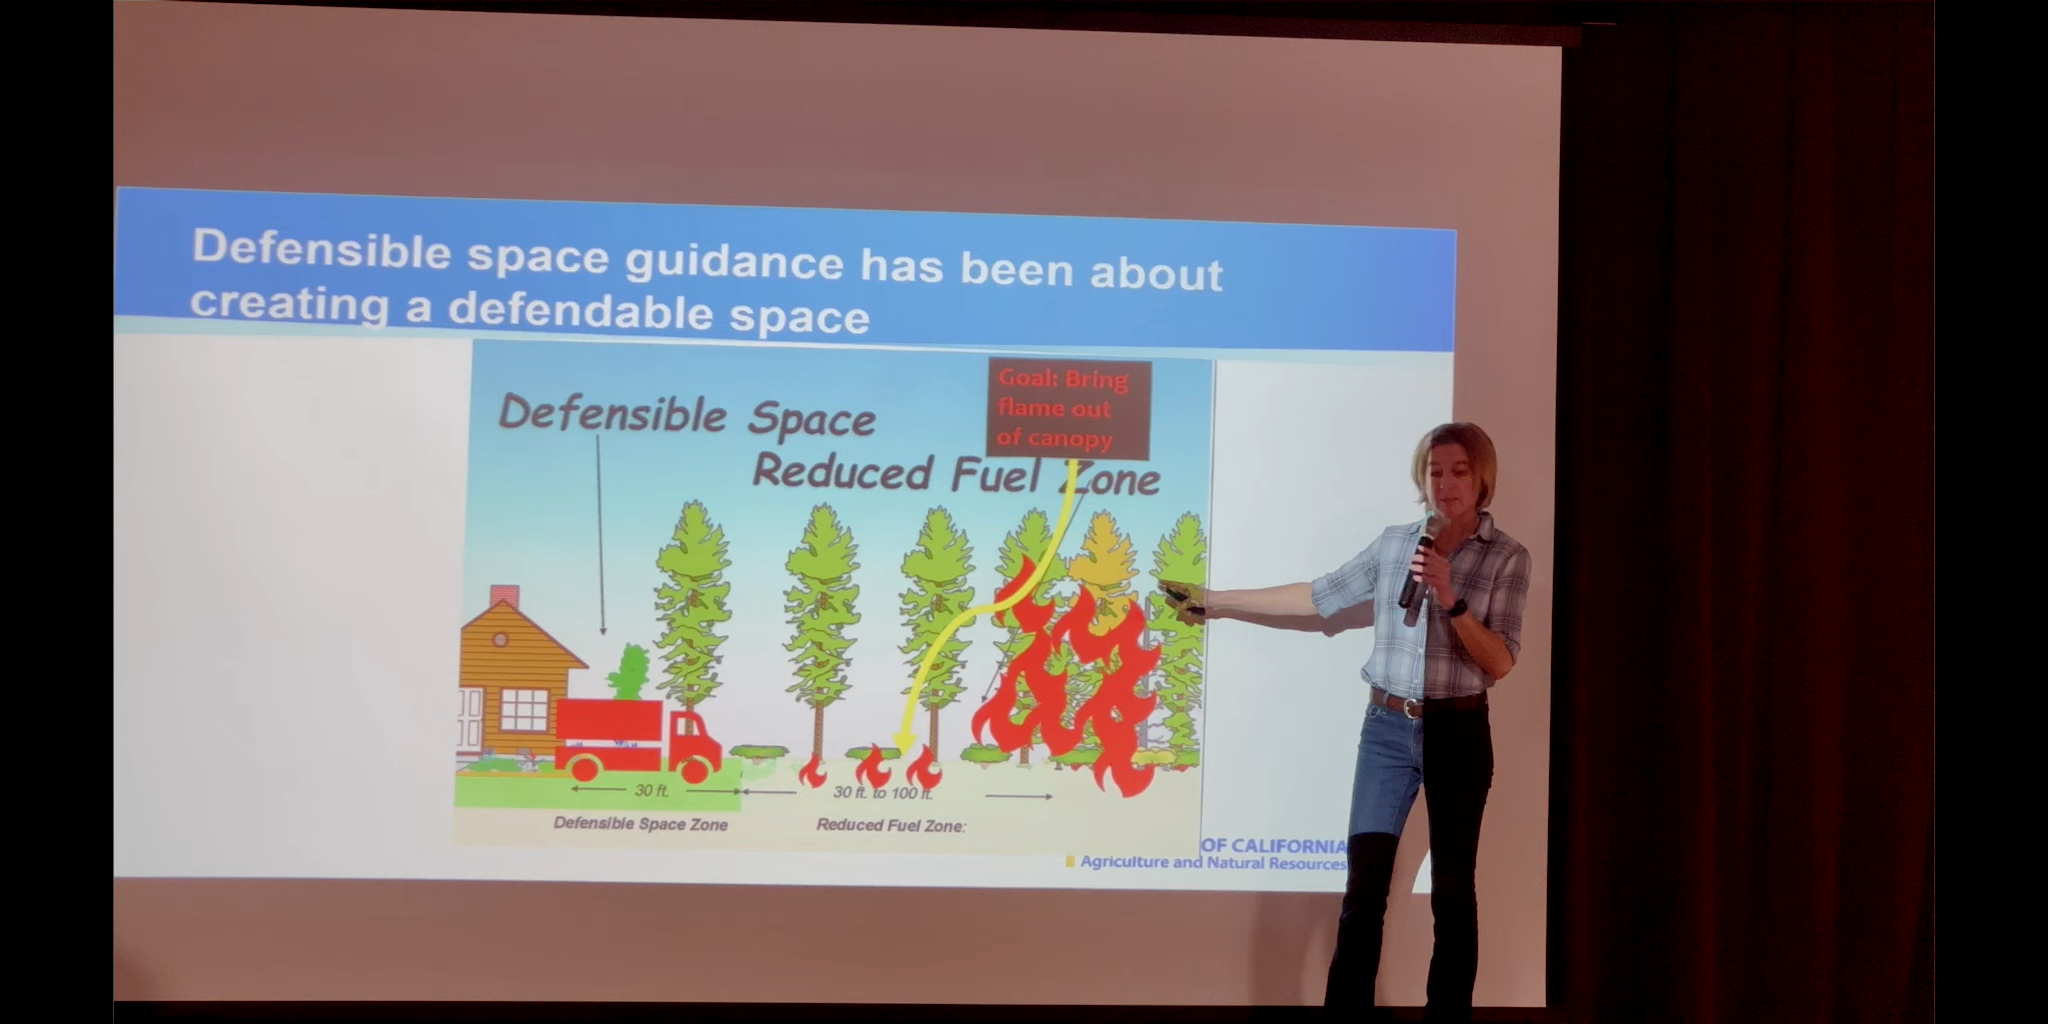 Defensible space guidance has been about
creating a defendable space
Defensible Space
Reduced Fuel Zone
Goal: Bring
flame out
of canopy
30 ft.
30 ft. to 100 ft.
Defensible Space Zone
Reduced Fuel Zone:
OF CALIFORNIA
Agriculture and Natural Resources